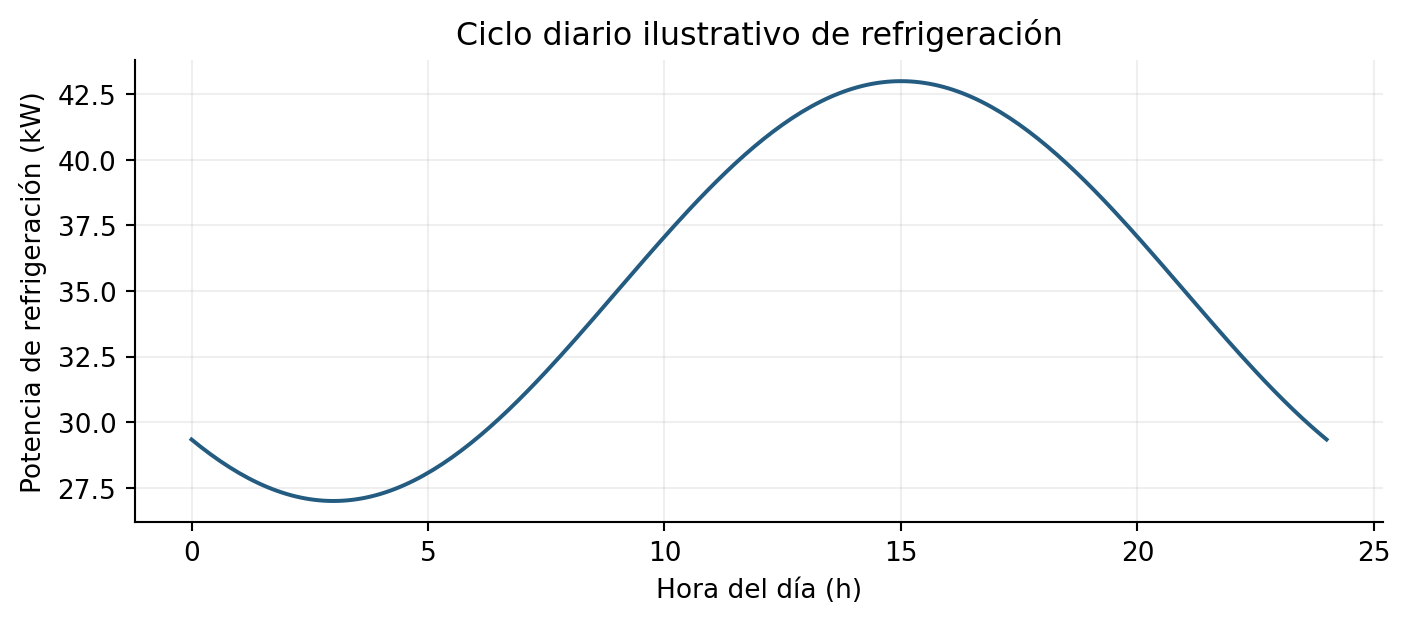 Ciclo diario ilustrativo de refrigeración
Potencia de refrigeración (kW)
42.5
40.0
37.5
35.0
32.5
30.0
27.5
0 5 10 15 20 25
Hora del día (h)